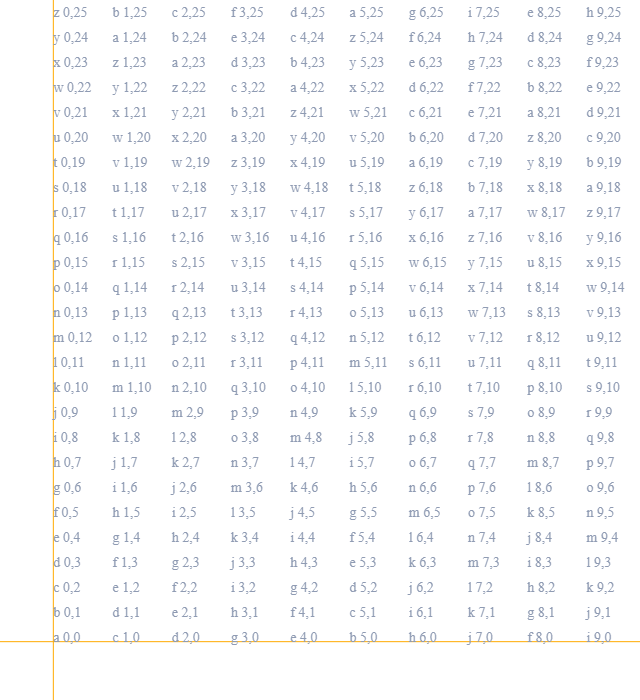 z 0,25 b 1,25 c 2,25 f 3,25 d 4,25 a 5,25 g 6,25 i 7,25 e 8,25 h 9,25
y 0,24 a 1,24 b 2,24 e 3,24 c 4,24 z 5,24 f 6,24 h 7,24 d 8,24 g 9,24
x 0,23 z 1,23 a 2,23 d 3,23 b 4,23 y 5,23 e 6,23 g 7,23 c 8,23 f 9,23
w 0,22 y 1,22 z 2,22 c 3,22 a 4,22 x 5,22 d 6,22 f 7,22 b 8,22 e 9,22
v 0,21 x 1,21 y 2,21 b 3,21 z 4,21 w 5,21 c 6,21 e 7,21 a 8,21 d 9,21
u 0,20 w 1,20 x 2,20 a 3,20 y 4,20 v 5,20 b 6,20 d 7,20 z 8,20 c 9,20
t 0,19 v 1,19 w 2,19 z 3,19 x 4,19 u 5,19 a 6,19 c 7,19 y 8,19 b 9,19
s 0,18 u 1,18 v 2,18 y 3,18 w 4,18 t 5,18 z 6,18 b 7,18 x 8,18 a 9,18
r 0,17 t 1,17 u 2,17 x 3,17 v 4,17 s 5,17 y 6,17 a 7,17 w 8,17 z 9,17
q 0,16 s 1,16 t 2,16 w 3,16 u 4,16 r 5,16 x 6,16 z 7,16 v 8,16 y 9,16
p 0,15 r 1,15 s 2,15 v 3,15 t 4,15 q 5,15 w 6,15 y 7,15 u 8,15 x 9,15
o 0,14 q 1,14 r 2,14 u 3,14 s 4,14 p 5,14 v 6,14 x 7,14 t 8,14 w 9,14
n 0,13 p 1,13 q 2,13 t 3,13 r 4,13 o 5,13 u 6,13 w 7,13 s 8,13 v 9,13
m 0,12 o 1,12 p 2,12 s 3,12 q 4,12 n 5,12 t 6,12 v 7,12 r 8,12 u 9,12
l 0,11 n 1,11 o 2,11 r 3,11 p 4,11 m 5,11 s 6,11 u 7,11 q 8,11 t 9,11
k 0,10 m 1,10 n 2,10 q 3,10 o 4,10 l 5,10 r 6,10 t 7,10 p 8,10 s 9,10
j 0,9 l 1,9 m 2,9 p 3,9 n 4,9 k 5,9 q 6,9 s 7,9 o 8,9 r 9,9
i 0,8 k 1,8 l 2,8 o 3,8 m 4,8 j 5,8 p 6,8 r 7,8 n 8,8 q 9,8
h 0,7 j 1,7 k 2,7 n 3,7 l 4,7 i 5,7 o 6,7 q 7,7 m 8,7 p 9,7
g 0,6 i 1,6 j 2,6 m 3,6 k 4,6 h 5,6 n 6,6 p 7,6 l 8,6 o 9,6
f 0,5 h 1,5 i 2,5 l 3,5 j 4,5 g 5,5 m 6,5 o 7,5 k 8,5 n 9,5
e 0,4 g 1,4 h 2,4 k 3,4 i 4,4 f 5,4 l 6,4 n 7,4 j 8,4 m 9,4
d 0,3 f 1,3 g 2,3 j 3,3 h 4,3 e 5,3 k 6,3 m 7,3 i 8,3 l 9,3
c 0,2 e 1,2 f 2,2 i 3,2 g 4,2 d 5,2 j 6,2 l 7,2 h 8,2 k 9,2
b 0,1 d 1,1 e 2,1 h 3,1 f 4,1 c 5,1 i 6,1 k 7,1 g 8,1 j 9,1
a 0,0 c 1,0 d 2,0 g 3,0 e 4,0 b 5,0 h 6,0 j 7,0 f 8,0 i 9,0